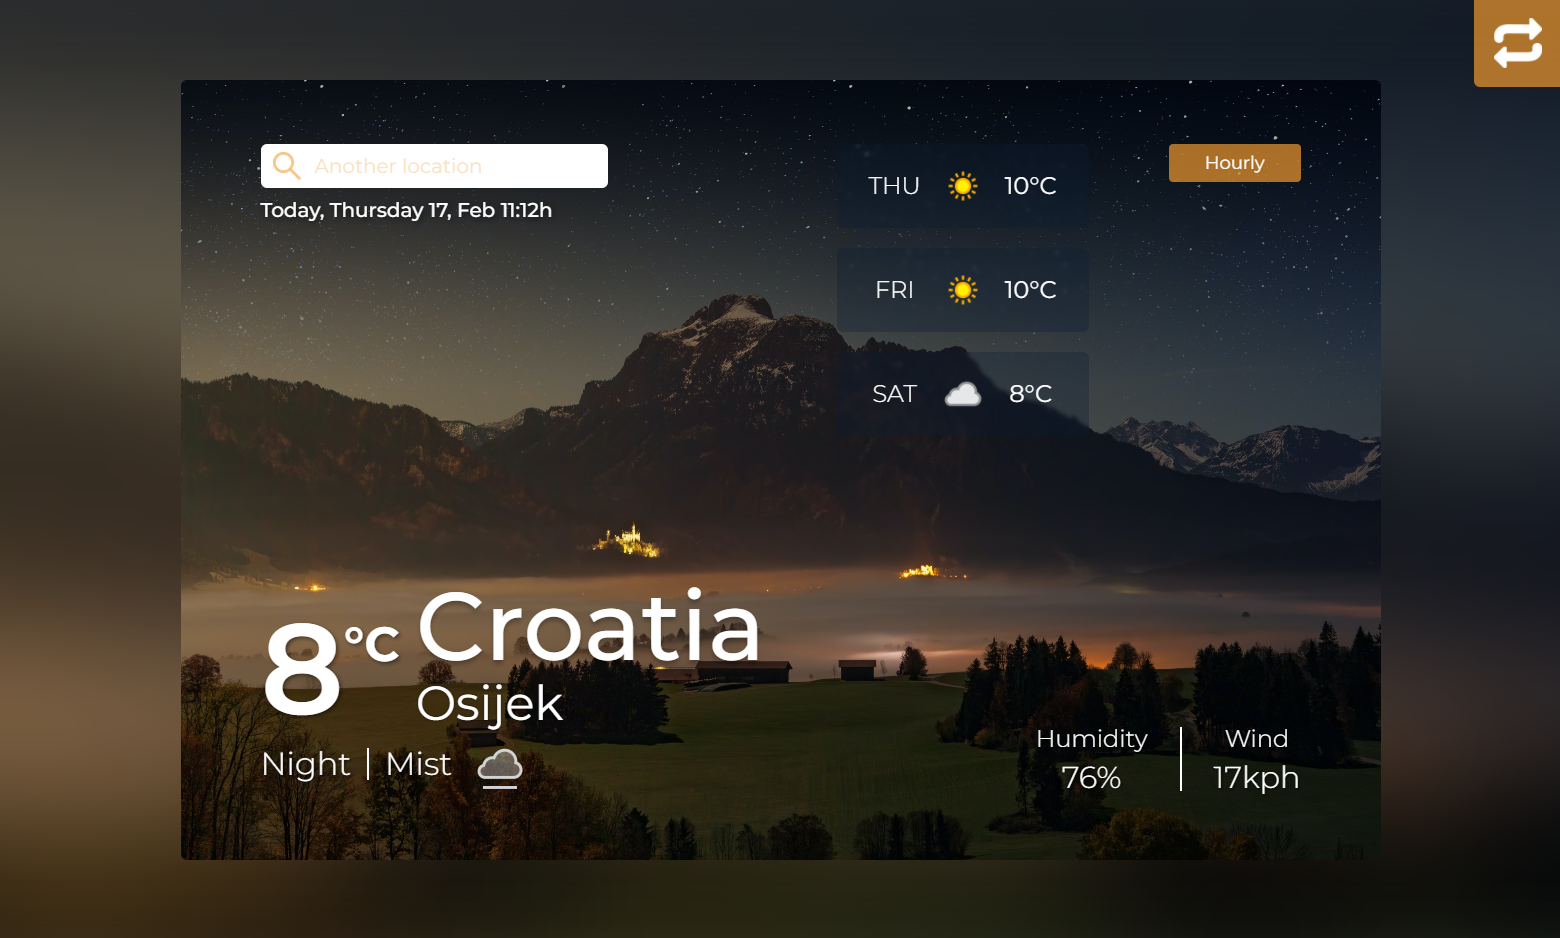 Another location
Today, Thursday 17, Feb 11:12h
THU 10°C
FRI 10°C
SAT 8°C
Hourly
8 °C
Croatia
Osijek
Night | Mist
Humidity
76%
Wind
17kph